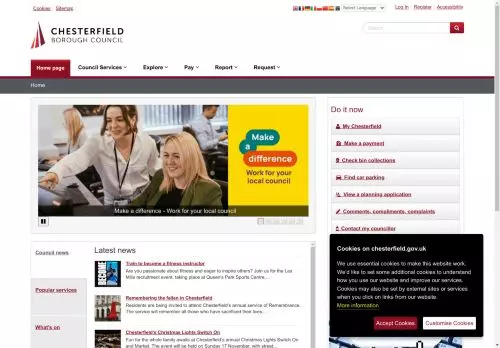 Cookies Sitemap
Select Language
Log In Register Accessibility
CHESTERFIELD
BOROUGH COUNCIL
Search
Home page Council Services Explore Pay Report Request
Home
Make
a
difference
Work for your
local council
Make a difference - Work for your local council
Do it now
My Chesterfield
Make a payment
Check bin collections
Find car parking
View a planning application
Comments, compliments, complaints
Contact my councillor
Council news
Popular services
What's on
Latest news
BECOME
Train to become a fitness instructor
Are you passionate about fitness and eager to inspire others? Join us for the Les
Mills recruitment event, taking place at Queen's Park Sports Centre,...
Remembering the fallen in Chesterfield
Residents are being invited to attend Chesterfield's annual service of Remembrance.
The service will remember all those who have sacrificed their lives...
Chesterfield's Christmas Lights Switch On
Fun for the whole family awaits at Chesterfield's annual Christmas Lights Switch On
and Market. The event will be held on Sunday 17 November, with street...
Cookies on chesterfield.gov.uk
We use essential cookies to make this website work.
We'd like to set some additional cookies to understand
how you use our website and improve our services.
Cookies may also be set by external sites or services
when you click on links from our website.
More information
Accept Cookies Customise Cookies